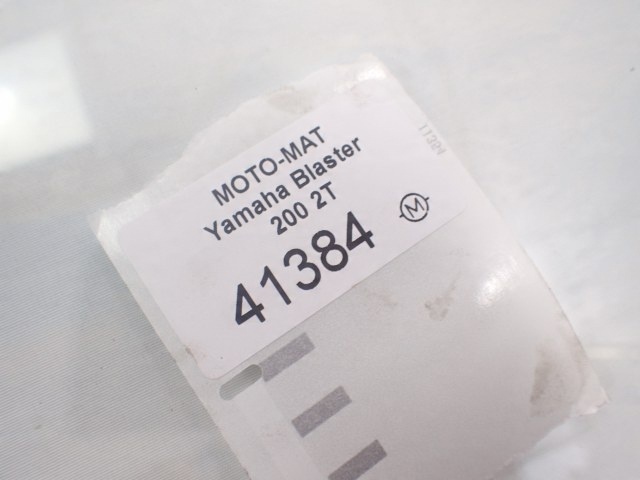 MOTO-MAT
Yamaha Blaster
200 2T
41384
M